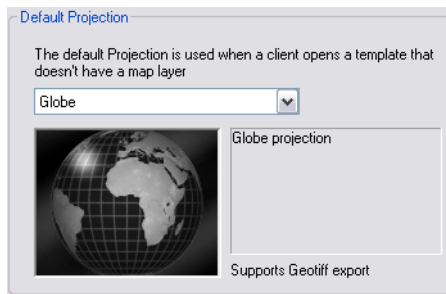 Default Projection
The default Projection is used when a client opens a template that
doesn't have a map layer
Globe
Globe projection
Supports Geotiff export